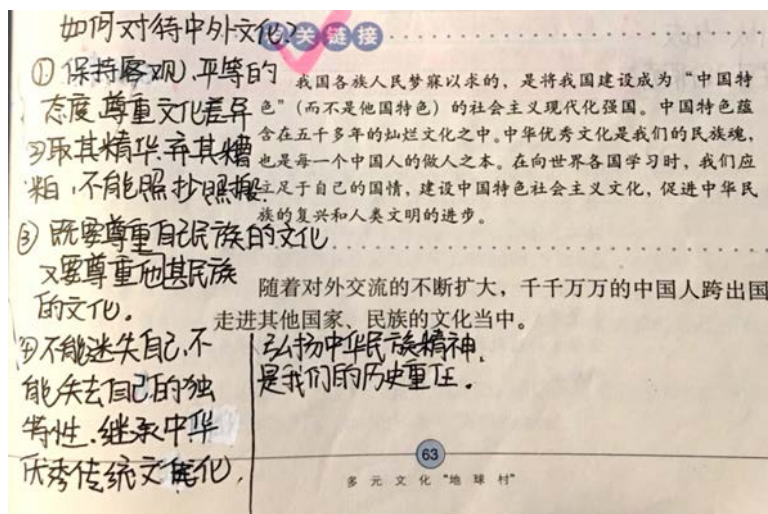 如何对待中外文化?
①保持客观、平等的
态度尊重文化差异
②取其精华.弃其糟
粕,不能照抄照搬.
③既要尊重自己民族的文化
又要尊重他甚民族
的文化。
④不能迷失自己,不
能失去自己的独
特性.继承中华
优秀传统文化,
弘扬中华民族精神,
是我们的历史重任。
关链接
我国各族人民梦寐以求的,是将我国建设成为“中国特
色”(而不是他国特色)的社会主义现代化强国。中国特色蕴
含在五千多年的灿烂文化之中。中华优秀文化是我们的民族魂,
也是每一个中国人的做人之本。在向世界各国学习时,我们应
立足于自己的国情,建设中国特色社会主义文化,促进中华民
族的复兴和人类文明的进步。
随着对外交流的不断扩大,千千万万的中国人跨出国
走进其他国家、民族的文化当中。
63
多元文化“地球村”